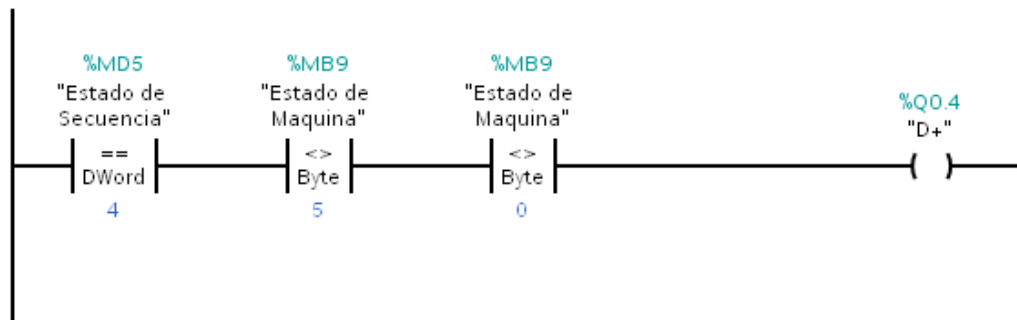 %MD5
"Estado de
Secuencia"
==
DWord
4
%MB9
"Estado de
Maquina"
<>
Byte
5
%MB9
"Estado de
Maquina"
<>
Byte
0
%Q0.4
"D+"
( )